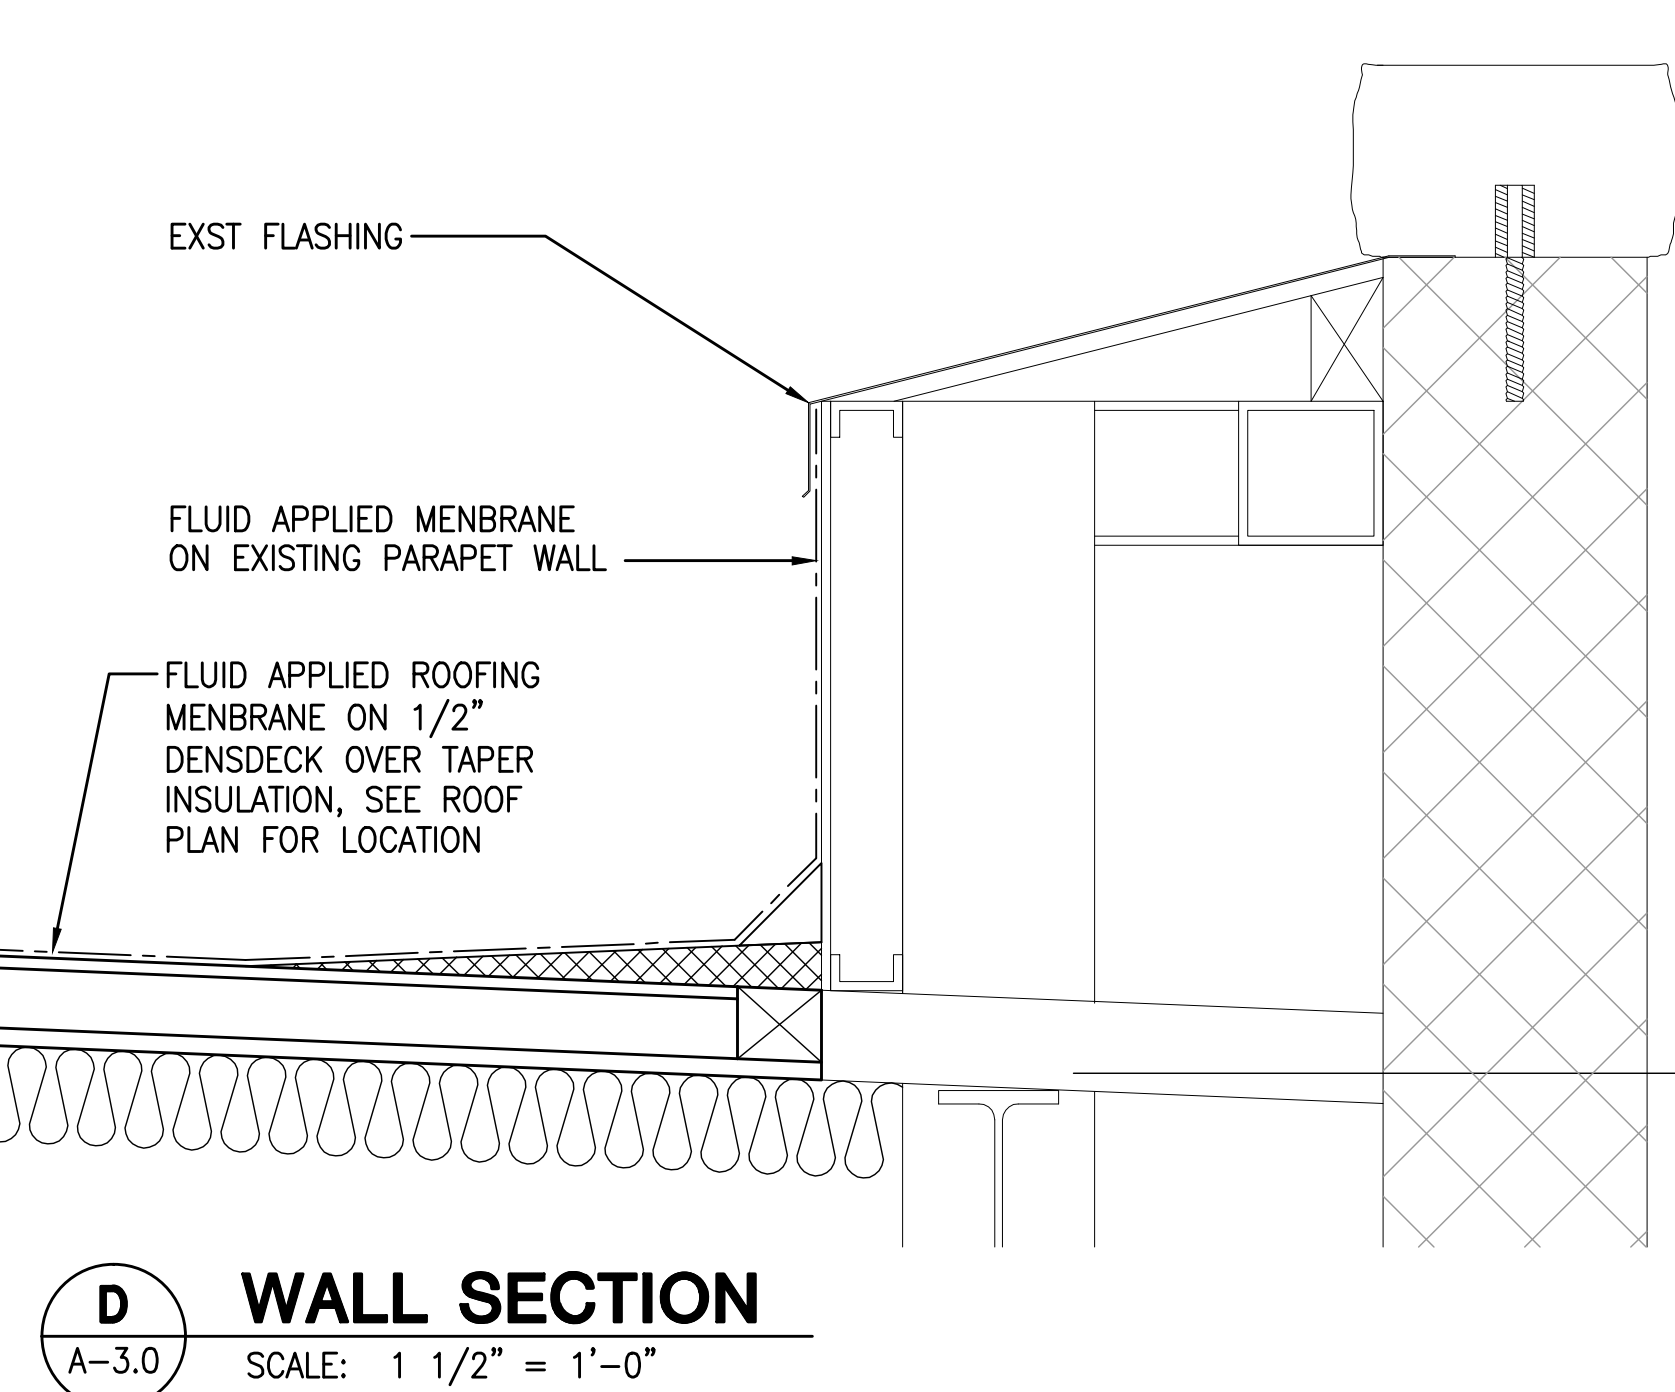 EXST FLASHING
FLUID APPLIED MENBRANE
ON EXISTING PARAPET WALL
FLUID APPLIED ROOFING
MENBRANE ON 1/2”
DENSDECK OVER TAPER
INSULATION, SEE ROOF
PLAN FOR LOCATION
D
A-3.0
WALL SECTION
SCALE: 1 1/2” = 1’-0”